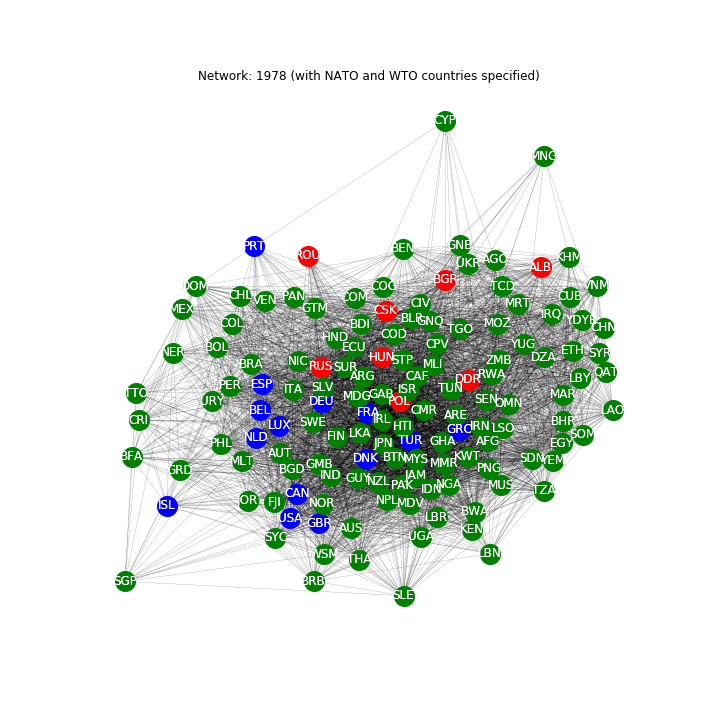 Network: 1978 (with NATO and WTO countries specified)
CYP
MNG
PRT
ROU
BEN
GNB
UKR
AGO
ALB
KHM
BGR
DOM
CHL
VEN
PAN
GTM
COM
COG
TCD
CUB
VNM
MEX
CSK
CIV
MRT
IRQ
YDYE
CHN
COL
BDI
BLR
GNQ
TGO
MOZ
HND
COD
CPV
YUG
NER
BOL
ECU
DZA
ETH
SYR
BRA
NIC
RUS
SUR
HUN
STP
MLI
ZMB
QAT
PER
ESP
ITA
SLV
ARG
CAF
RWA
DDR
LBY
TTO
URY
BEL
DEU
MDG
GAB
ISR
POL
TUN
SEN
OMN
MAR
LAO
CRI
LUX
SWE
FRA
IRL
CMR
ARE
BHR
NLD
FIN
LKA
HTI
GRC
IRN
LSO
SOM
PHL
JPN
TUR
GHA
AFG
EGY
BFA
MLT
AUT
DNK
BTN
MYS
MMR
KWT
SDN
YEM
GRD
BGD
GMB
IND
GUY
NZL
JAM
PAK
IDN
NGA
PNG
MUS
TZA
ISL
JOR
FJI
CAN
NOR
NPL
MDV
USA
GBR
AUS
LBR
BWA
SYC
UGA
KEN
WSM
THA
LBN
SGP
BRB
SLE